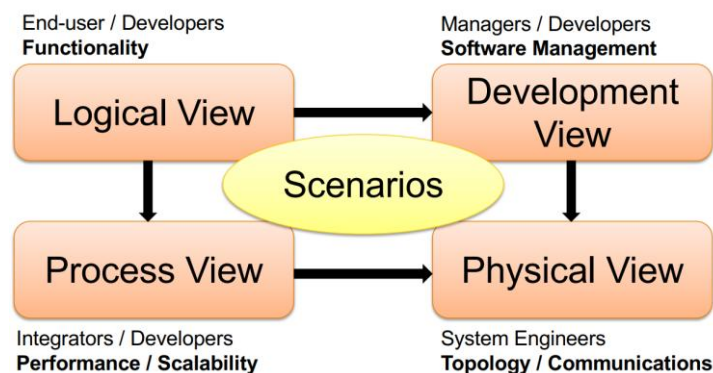 End-user / Developers
Functionality
Managers / Developers
Software Management
Logical View
Development
View
Scenarios
Process View
Physical View
Integrators / Developers
Performance / Scalability
System Engineers
Topology / Communications